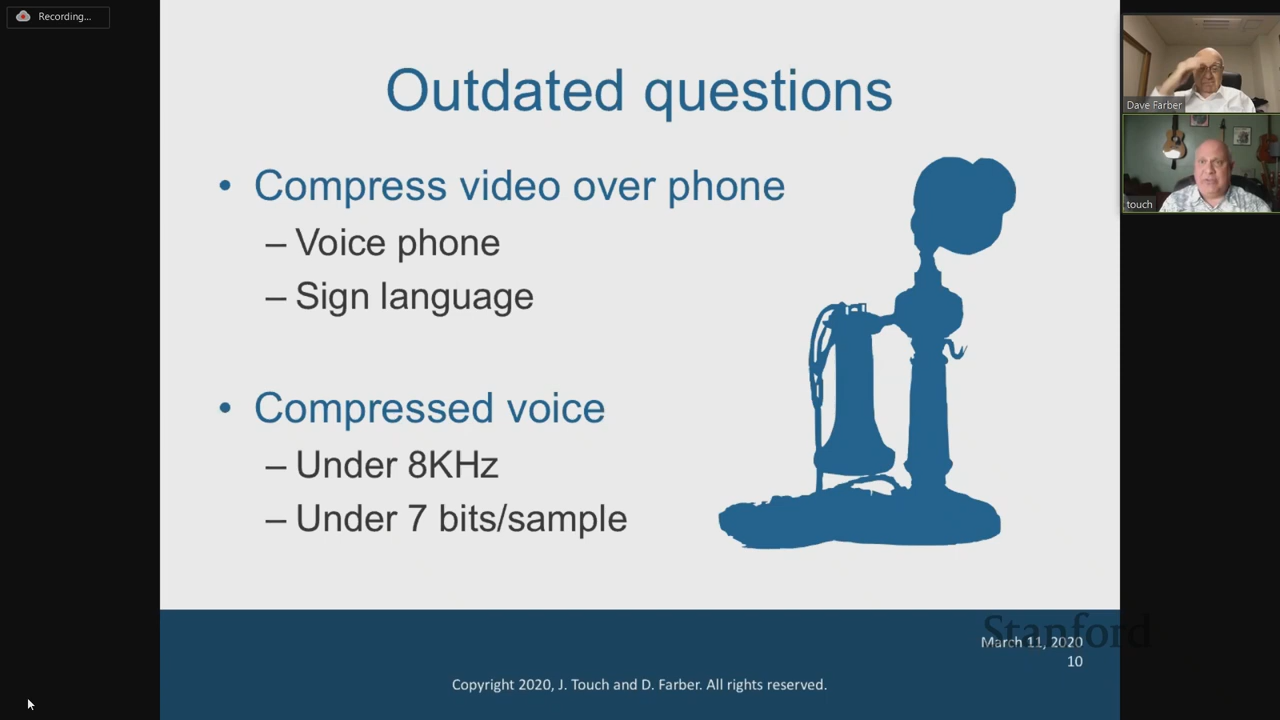 Recording...
Outdated questions
• Compress video over phone
– Voice phone
– Sign language
• Compressed voice
– Under 8KHz
– Under 7 bits/sample
Dave Farber
touch
Stanford
March 11, 2020
10
Copyright 2020, J. Touch and D. Farber. All rights reserved.